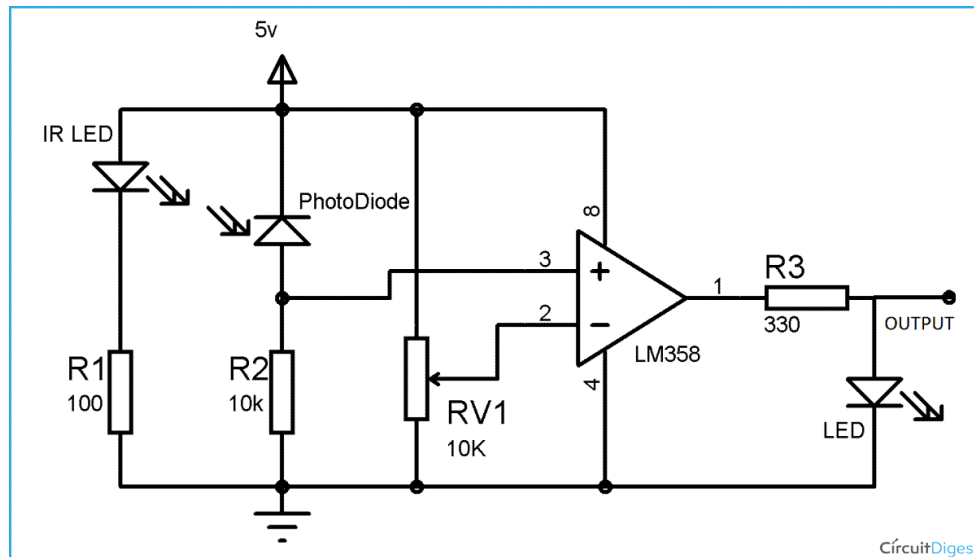 5v
IR LED
PhotoDiode
8
3
+
R3
1
2
−
330
OUTPUT
LM358
R1
100
R2
10k
RV1
10K
4
LED
CircuitDiges